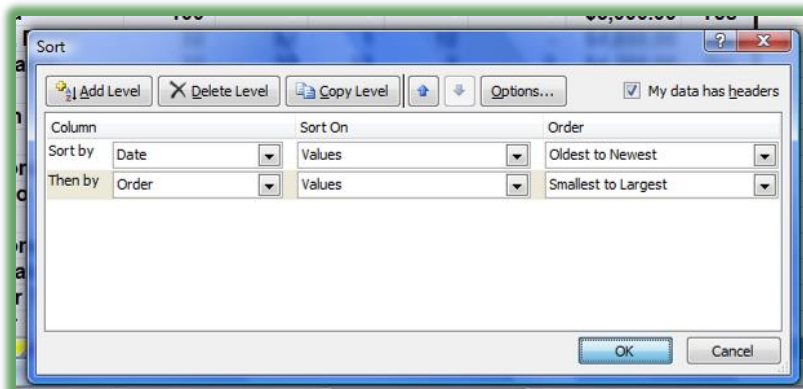 Sort
Add Level Delete Level Copy Level Options... My data has headers
Column Sort On Order
Sort by Date Values Oldest to Newest
Then by Order Values Smallest to Largest
OK Cancel